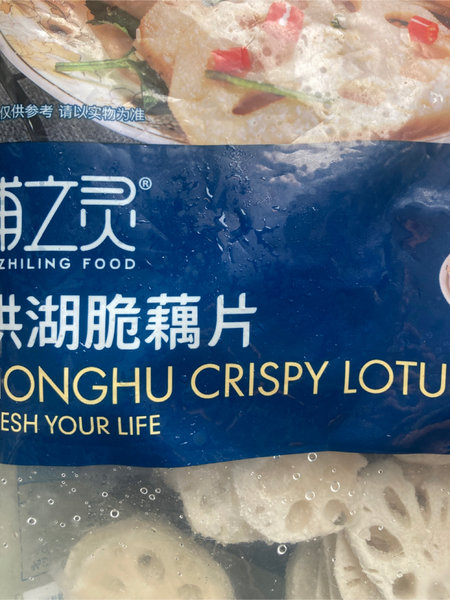 仅供参考 请以实物为准
之灵®
ZHILING FOOD
洪湖脆藕片
HONGHU CRISPY LOTU
ESH YOUR LIFE